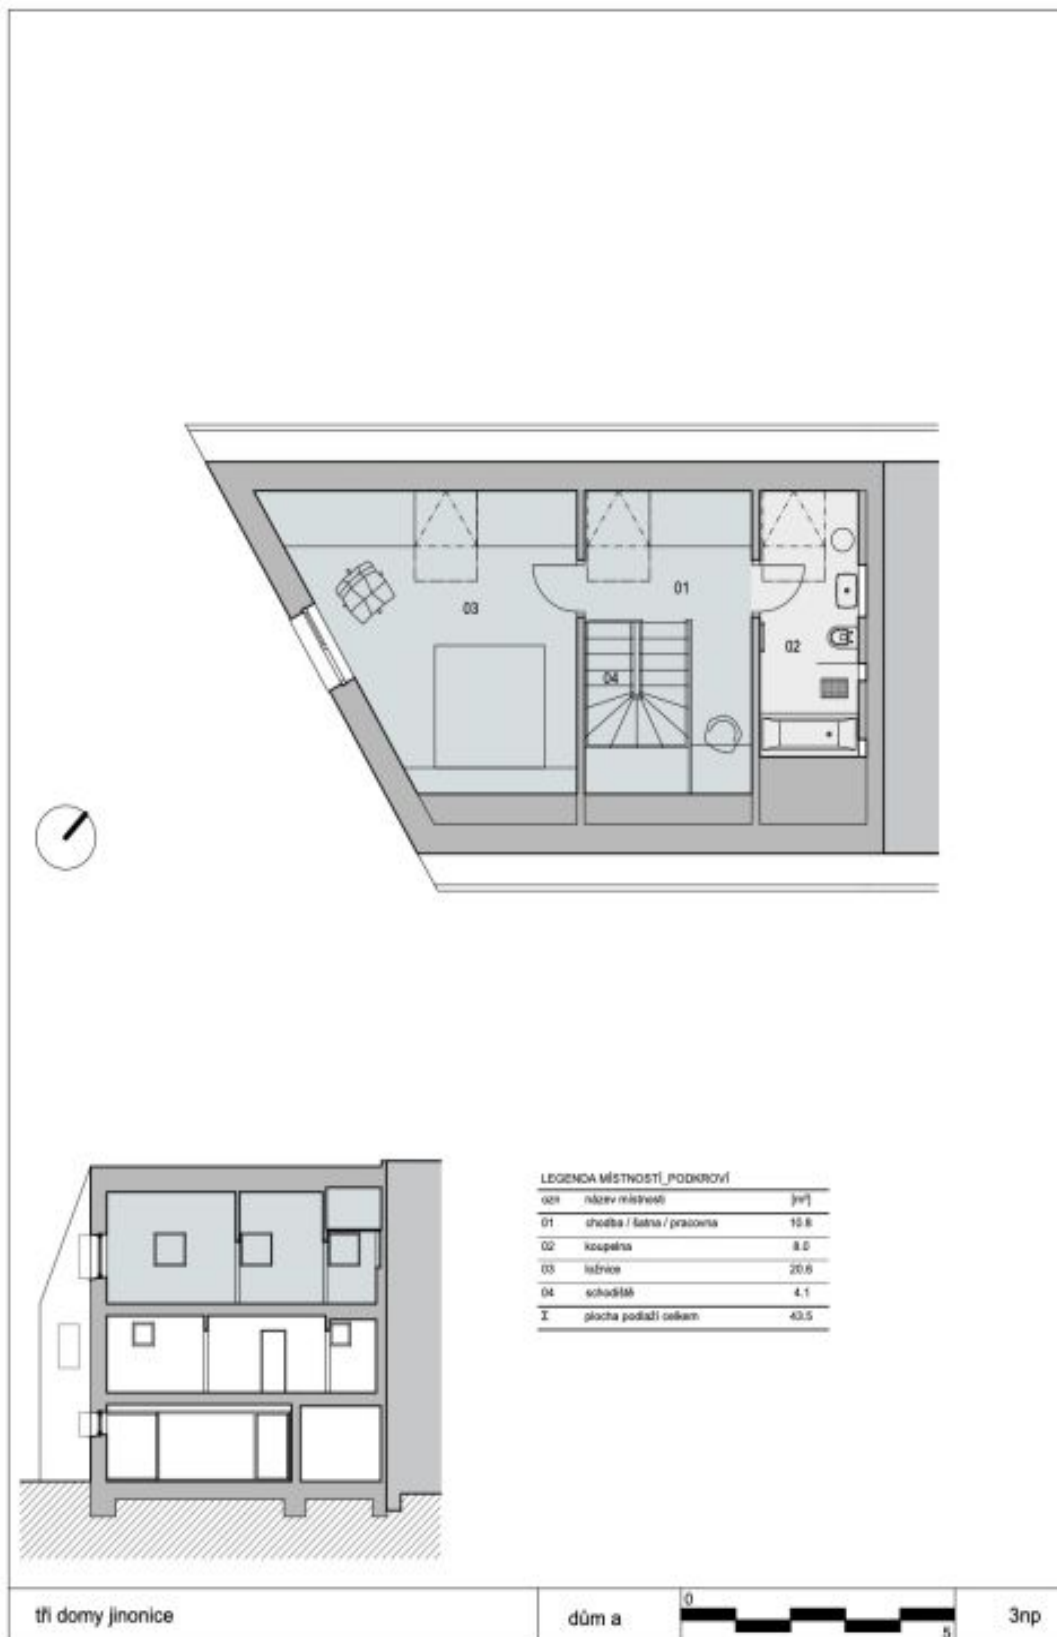 03
01
02
04
LEGENDA MÍSTNOSTÍ_PODKROVÍ
ozn název místnosti [m²]
01 chodba / šatna / pracovna 10.8
02 koupelna 8.0
03 ložnice 20.6
04 schodiště 4.1
Σ plocha podlaží celkem 43.5
tři domy jinonice
dům a
0
5
3np